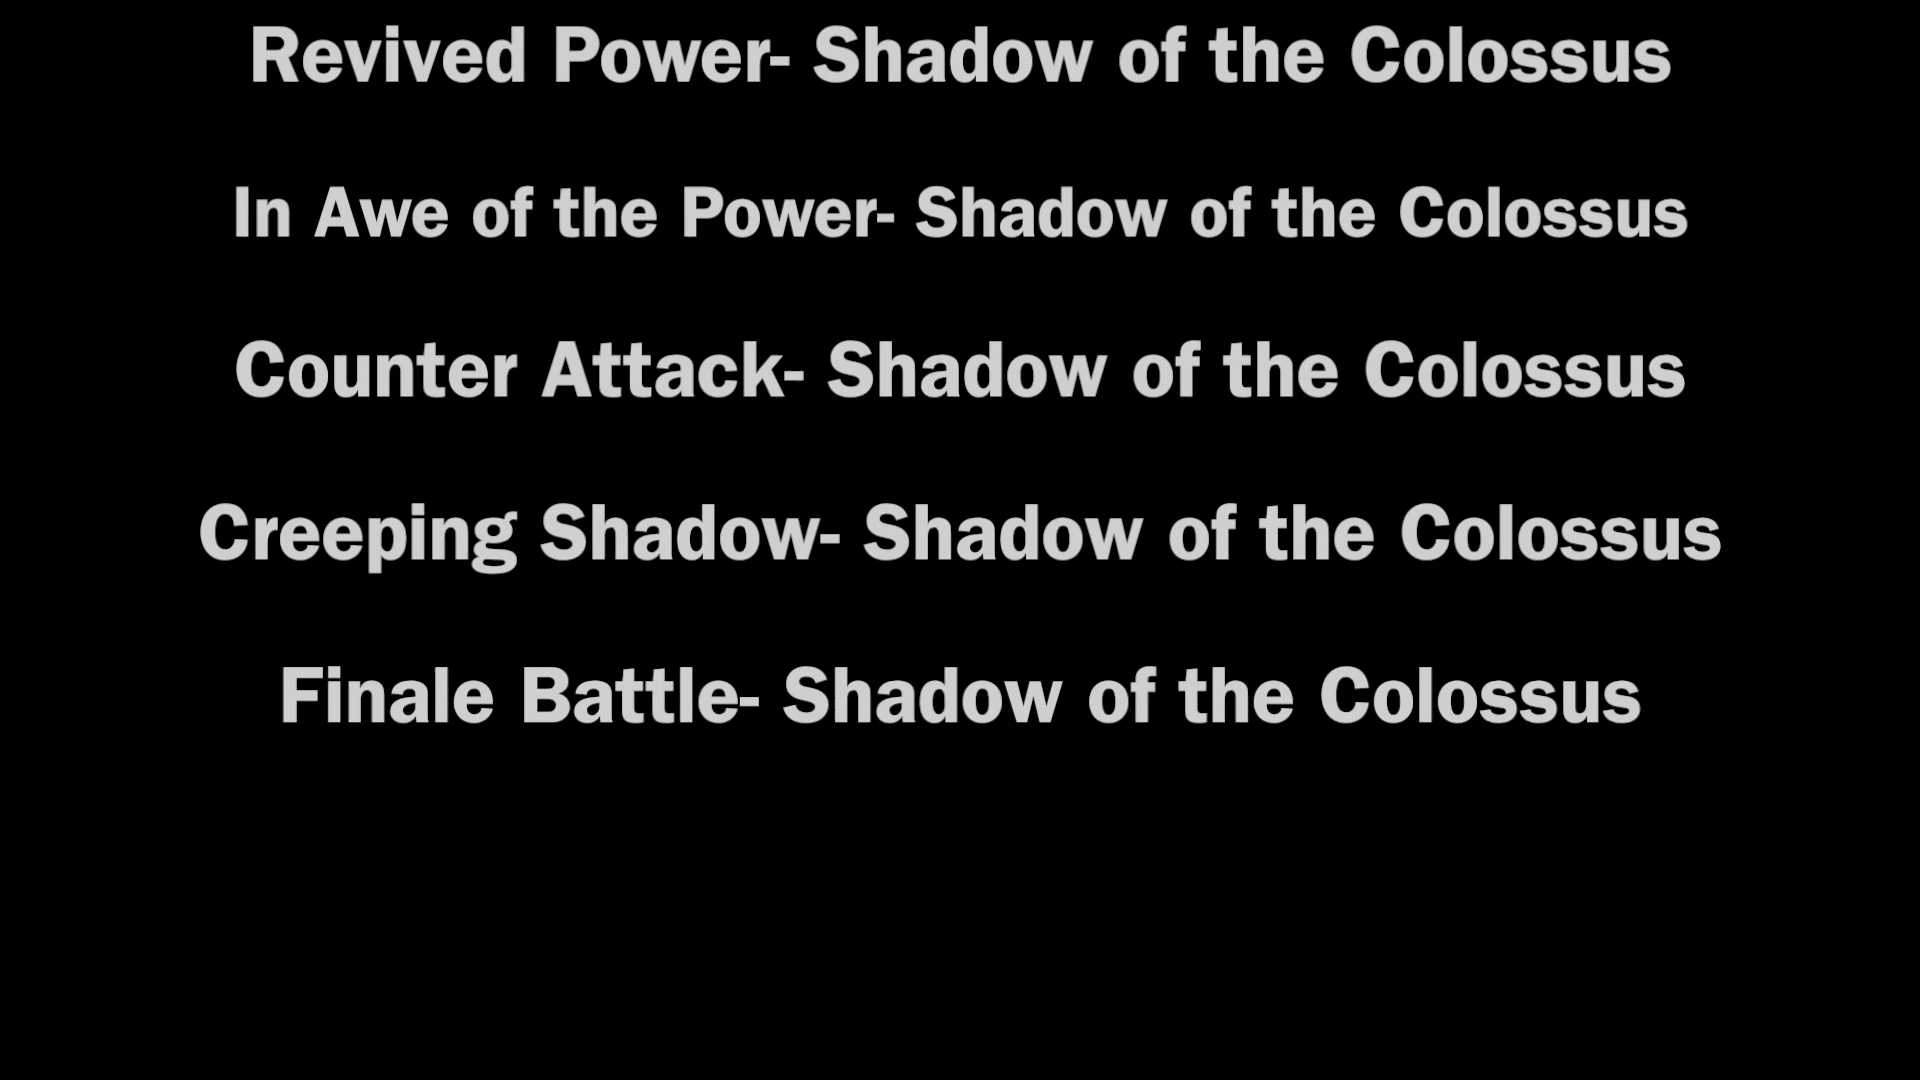 Revived Power- Shadow of the Colossus
In Awe of the Power- Shadow of the Colossus
Counter Attack- Shadow of the Colossus
Creeping Shadow- Shadow of the Colossus
Finale Battle- Shadow of the Colossus